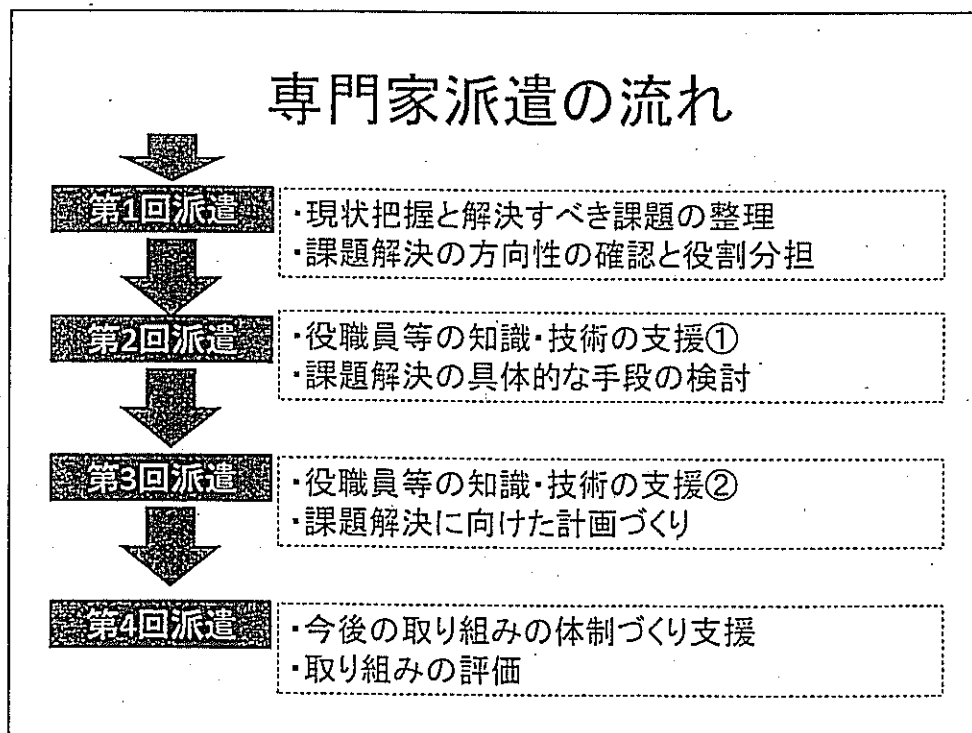 専門家派遣の流れ
第1回派遣
・現状把握と解決すべき課題の整理
・課題解決の方向性の確認と役割分担
第2回派遣
・役職員等の知識・技術の支援①
・課題解決の具体的な手段の検討
第3回派遣
・役職員等の知識・技術の支援②
・課題解決に向けた計画づくり
第4回派遣
・今後の取り組みの体制づくり支援
・取り組みの評価